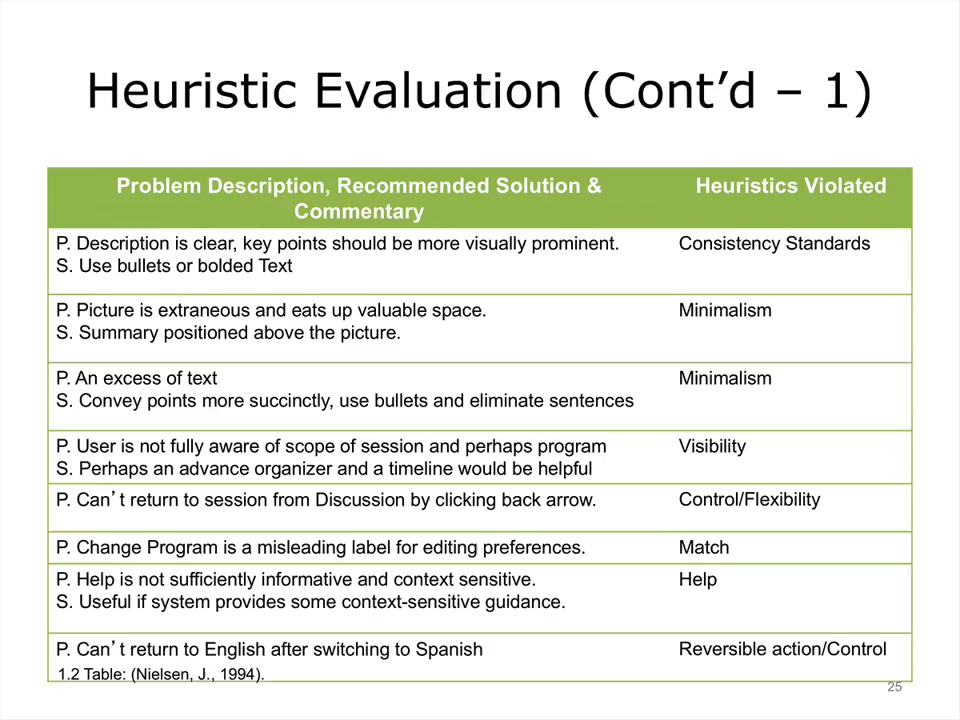 Heuristic Evaluation (Cont’d – 1)
Problem Description, Recommended Solution &
Commentary
Heuristics Violated
P. Description is clear, key points should be more visually prominent.
S. Use bullets or bolded Text
Consistency Standards
P. Picture is extraneous and eats up valuable space.
S. Summary positioned above the picture.
Minimalism
P. An excess of text
S. Convey points more succinctly, use bullets and eliminate sentences
Minimalism
P. User is not fully aware of scope of session and perhaps program
S. Perhaps an advance organizer and a timeline would be helpful
Visibility
P. Can’t return to session from Discussion by clicking back arrow.
Control/Flexibility
P. Change Program is a misleading label for editing preferences.
Match
P. Help is not sufficiently informative and context sensitive.
S. Useful if system provides some context-sensitive guidance.
Help
P. Can’t return to English after switching to Spanish
Reversible action/Control
1.2 Table: (Nielsen, J., 1994).
25